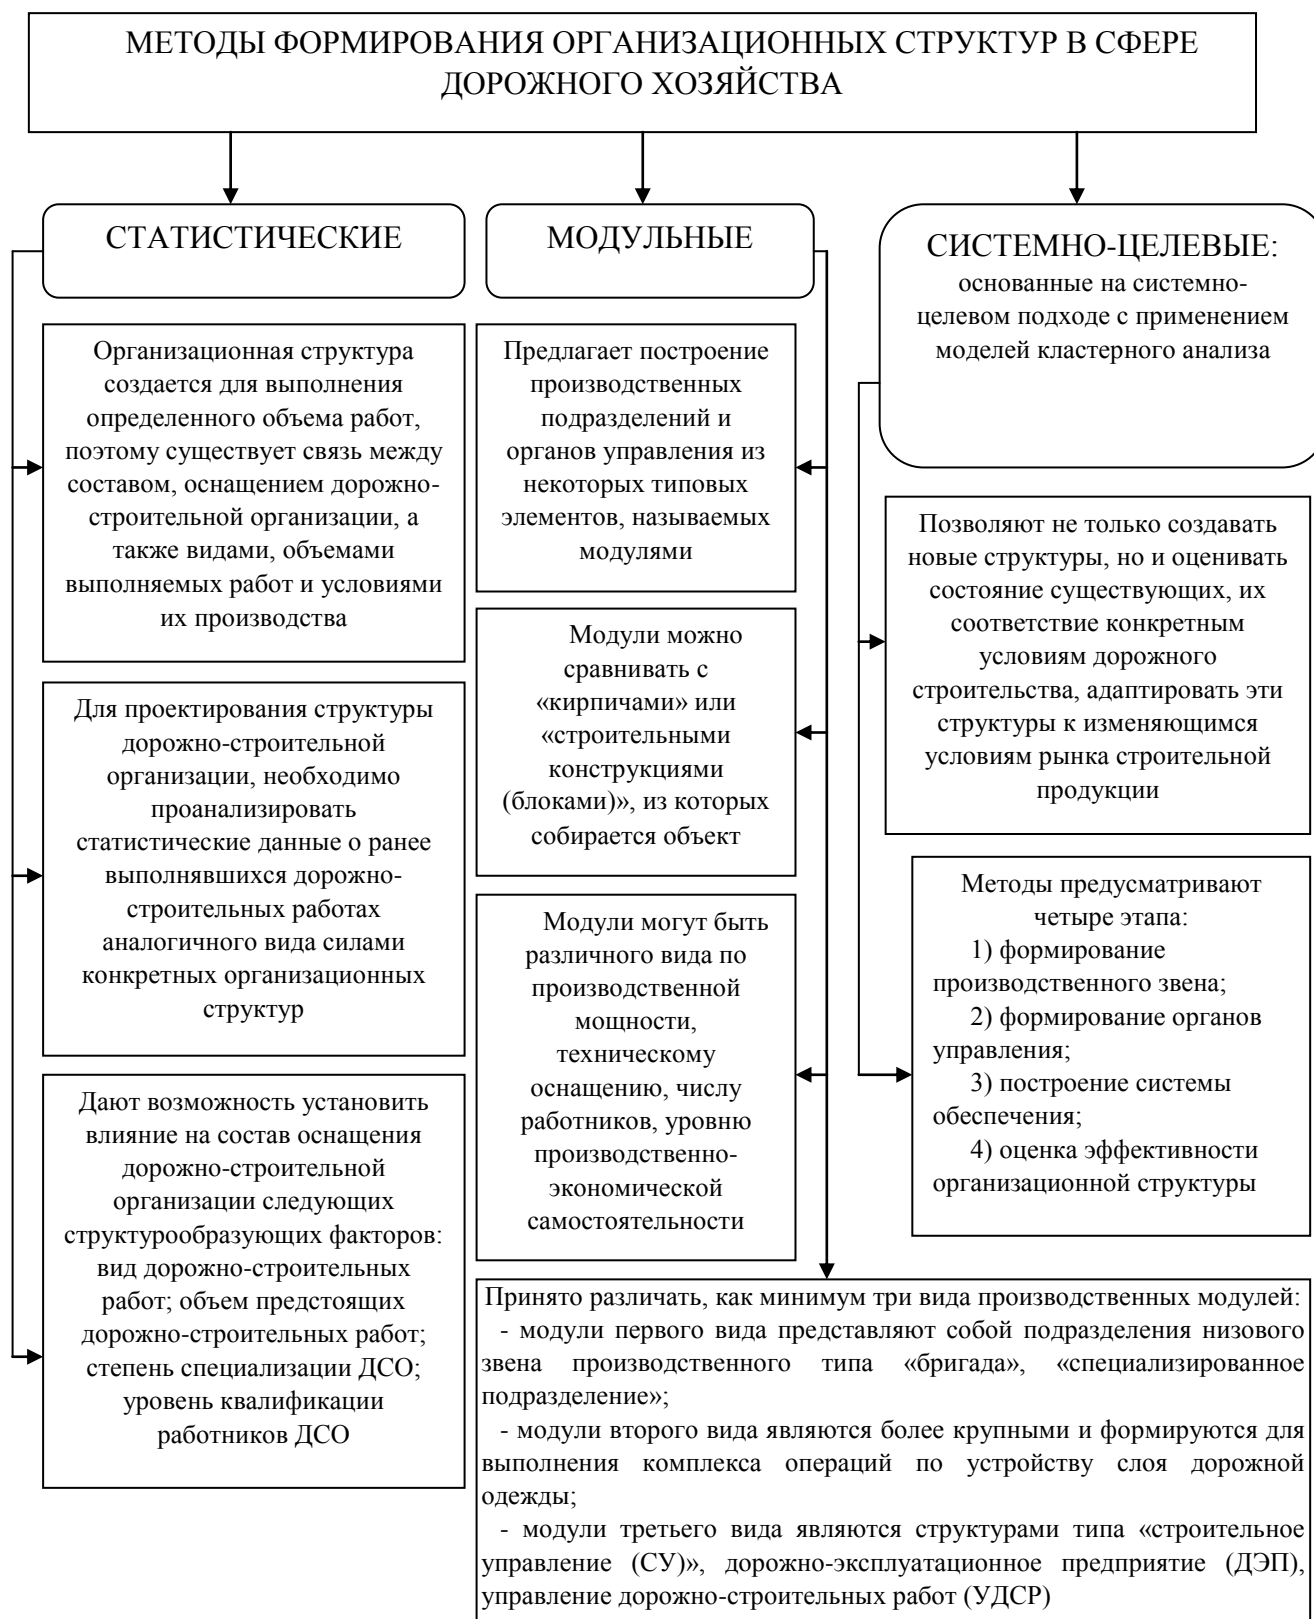 МЕТОДЫ ФОРМИРОВАНИЯ ОРГАНИЗАЦИОННЫХ СТРУКТУР В СФЕРЕ
ДОРОЖНОГО ХОЗЯЙСТВА
СТАТИСТИЧЕСКИЕ
Организационная структура
создается для выполнения
определенного объема работ,
поэтому существует связь между
составом, оснащением дорожно-
строительной организации, а
также видами, объемами
выполняемых работ и условиями
их производства
Для проектирования структуры
дорожно-строительной
организации, необходимо
проанализировать
статистические данные о ранее
выполнявшихся дорожно-
строительных работах
аналогичного вида силами
конкретных организационных
структур
Дают возможность установить
влияние на состав оснащения
дорожно-строительной
организации следующих
структурообразующих факторов:
вид дорожно-строительных
работ; объем предстоящих
дорожно-строительных работ;
степень специализации ДСО;
уровень квалификации
работников ДСО
МОДУЛЬНЫЕ
Предлагает построение
производственных
подразделений и
органов управления из
некоторых типовых
элементов, называемых
модулями
Модули можно
сравнивать с
«кирпичами» или
«строительными
конструкциями
(блоками)», из которых
собирается объект
Модули могут быть
различного вида по
производственной
мощности,
техническому
оснащению, числу
работников, уровню
производственно-
экономической
самостоятельности
Принято различать, как минимум три вида производственных модулей:
- модули первого вида представляют собой подразделения низового
звена производственного типа «бригада», «специализированное
подразделение»;
- модули второго вида являются более крупными и формируются для
выполнения комплекса операций по устройству слоя дорожной
одежды;
- модули третьего вида являются структурами типа «строительное
управление (СУ)», дорожно-эксплуатационное предприятие (ДЭП),
управление дорожно-строительных работ (УДСР)
СИСТЕМНО-ЦЕЛЕВЫЕ:
основанные на системно-
целевом подходе с применением
моделей кластерного анализа
Позволяют не только создавать
новые структуры, но и оценивать
состояние существующих, их
соответствие конкретным
условиям дорожного
строительства, адаптировать эти
структуры к изменяющимся
условиям рынка строительной
продукции
Методы предусматривают
четыре этапа:
1) формирование
производственного звена;
2) формирование органов
управления;
3) построение системы
обеспечения;
4) оценка эффективности
организационной структуры